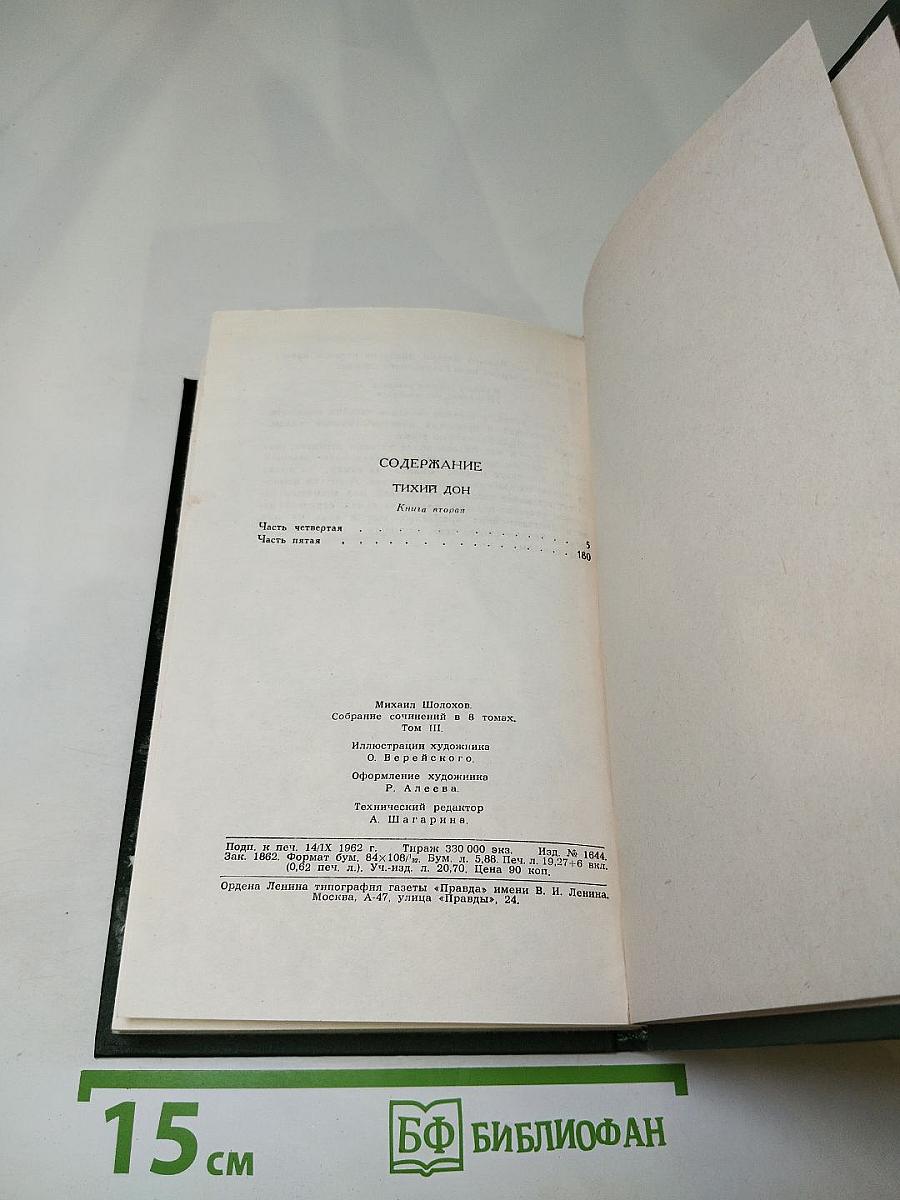 СОДЕРЖАНИЕ
ТИХИЙ ДОН
Книга вторая
Часть четвертая . . . . . . . . . . . . 5
Часть пятая . . . . . . . . . . . . 180
Михаил Шолохов.
Собрание сочинений в 8 томах.
Том III.
Иллюстрации художника
О. Верейского.
Оформление художника
Р. Алеева.
Технический редактор
А. Шагарина.
Подп. к печ. 14/IX 1962 г. Тираж 330 000 экз. Изд. № 1644.
Зак. 1862. Формат бум. 84×108/¹₃₂. Бум. л. 5,88. Печ. л. 19,27+6 вкл.
(0,62 печ. л.). Уч.-изд. л. 20,70. Цена 90 коп.
Ордена Ленина типография газеты «Правда» имени В. И. Ленина.
Москва, А-47, улица «Правды», 24.
15 см
БФ БИБЛИОФАН